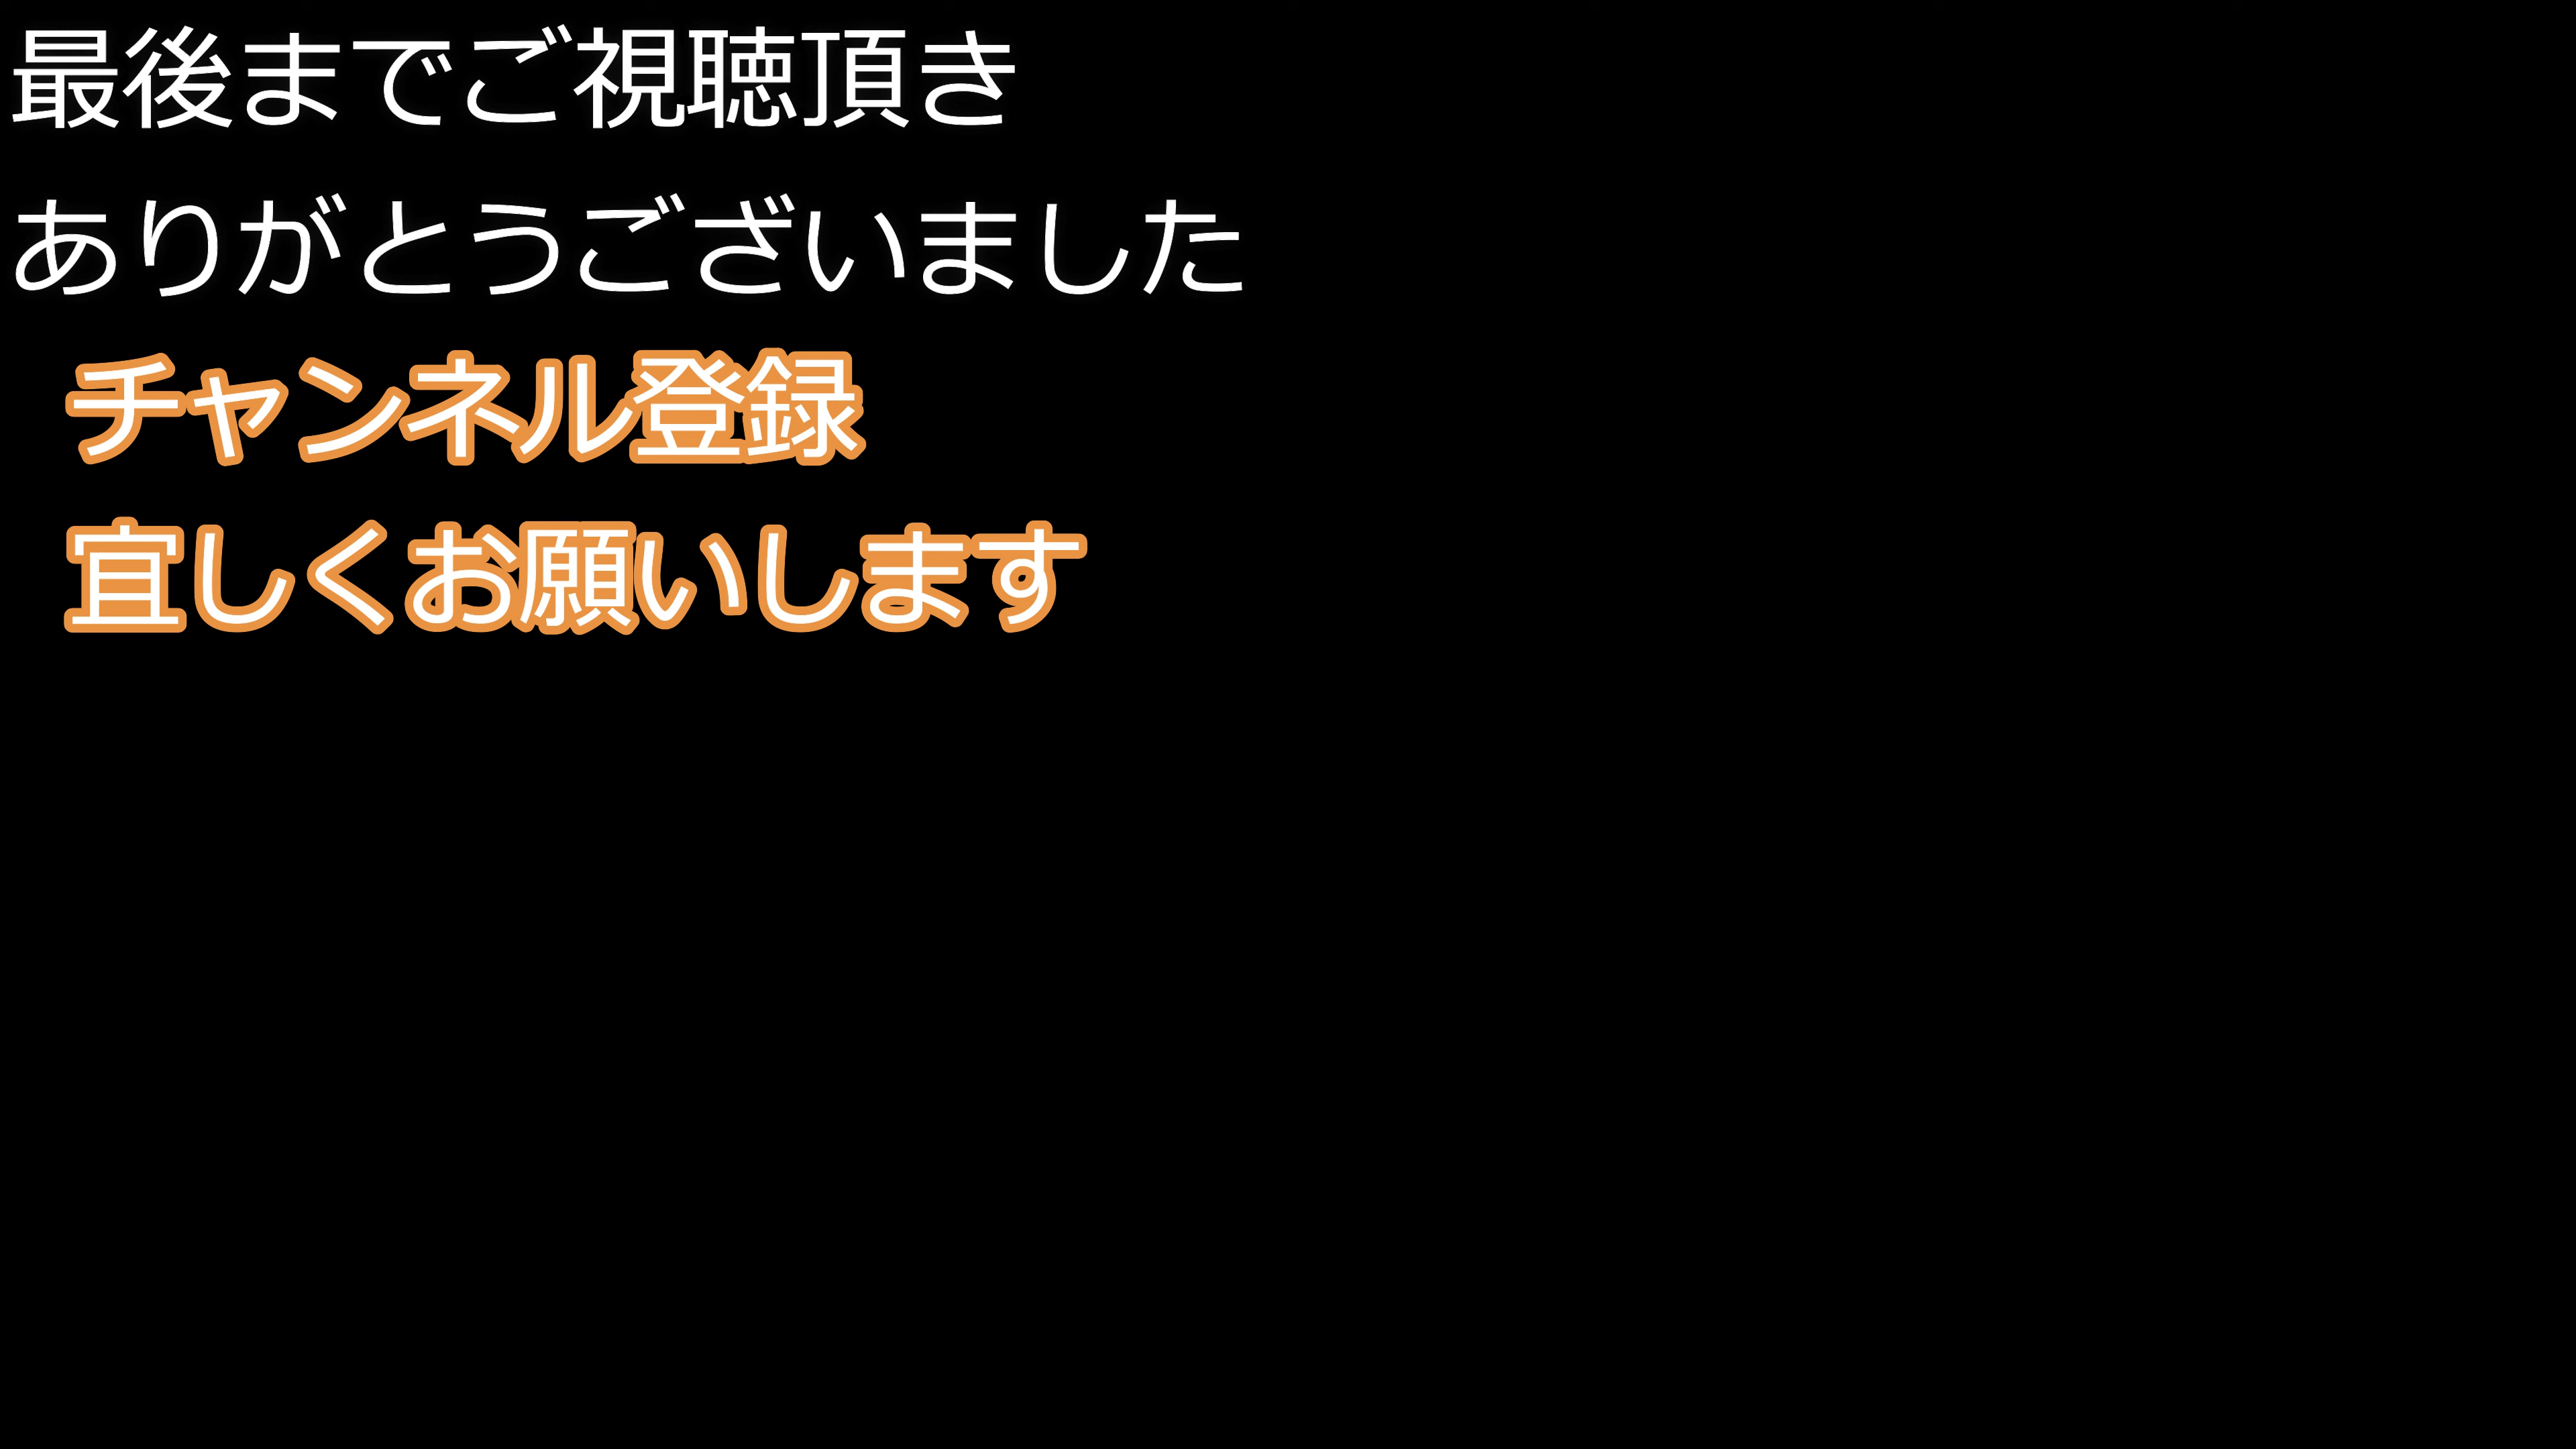 最後までご視聴頂き
ありがとうございました
チャンネル登録
宜しくお願いします